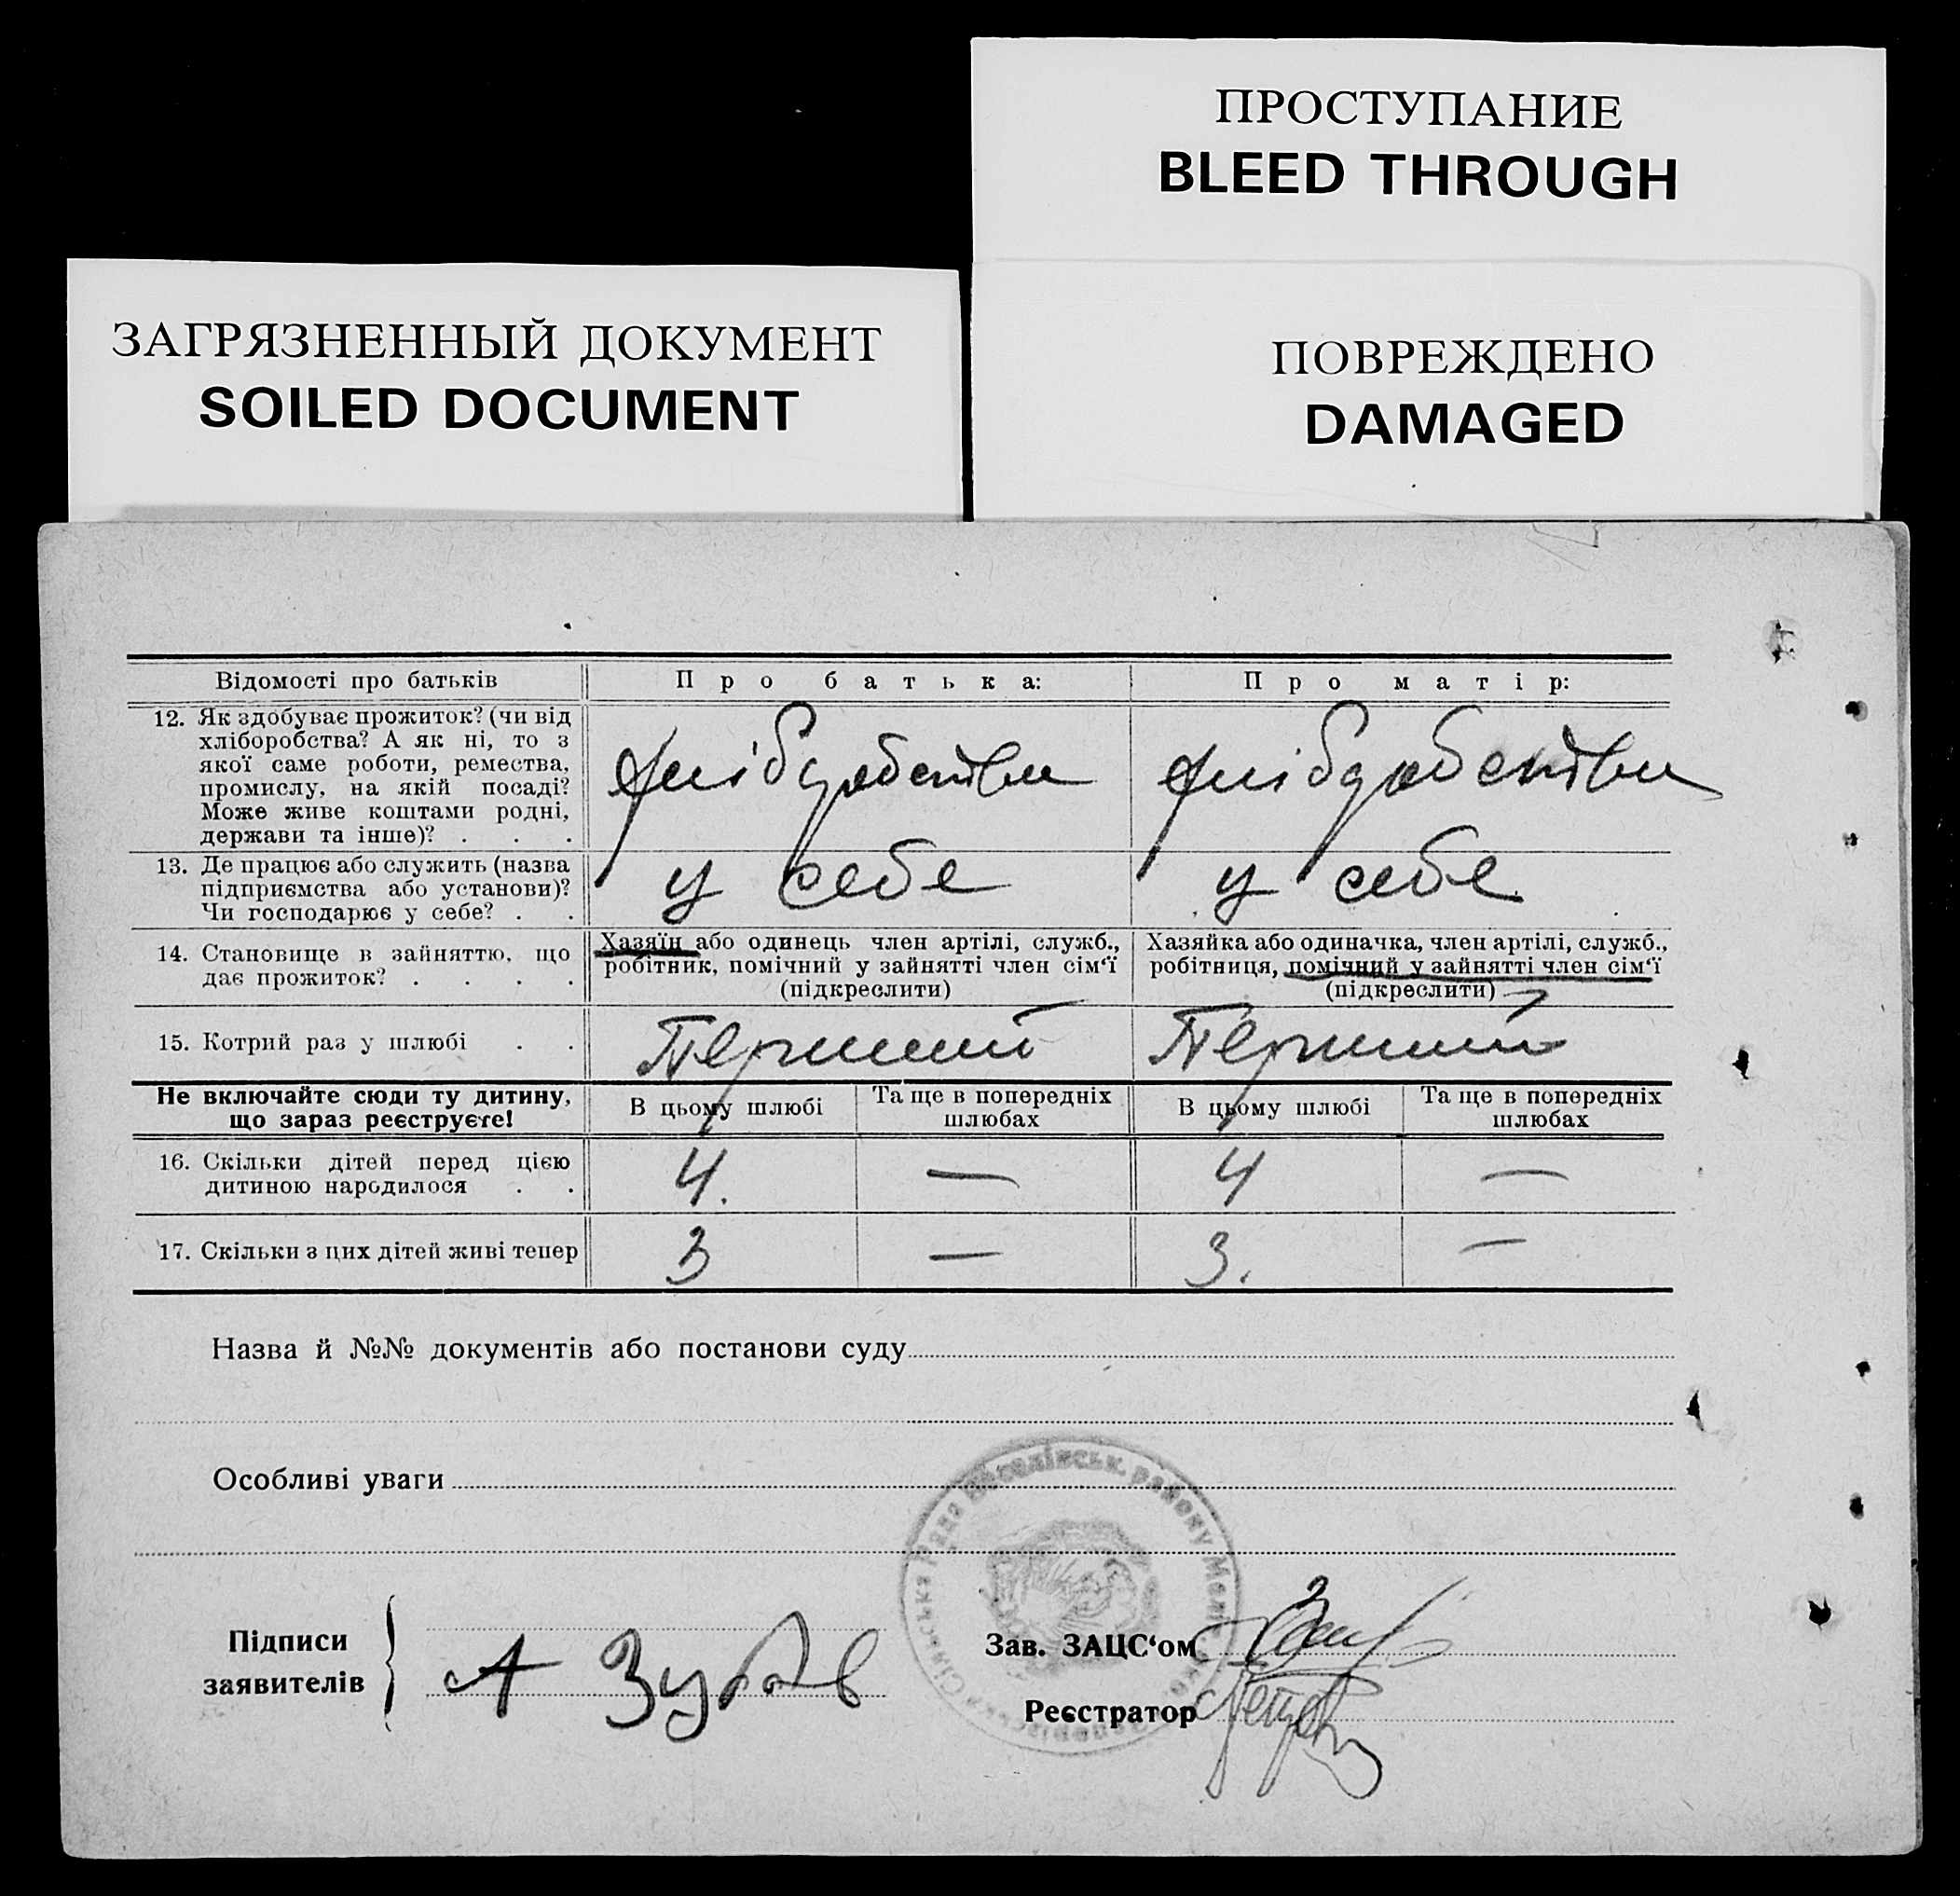 ПРОСТУПАНИЕ
BLEED THROUGH
ЗАГРЯЗНЕННЫЙ ДОКУМЕНТ
SOILED DOCUMENT
ПОВРЕЖДЕНО
DAMAGED
Відомості про батьків Про батька: Про матір:
12. Як здобуває прожиток? (чи від
хліборобства? А як ні, то з
якої саме роботи, ремества,
промислу, на якій посаді?
Може живе коштами родні,
держави та інше)? . . .
13. Де працює або служить (назва
підприємства або установи)?
Чи господарює у себе? . .
у себе у себе
14. Становище в зайняттю, що
дає прожиток? . . . .
Хазяїн або одинець член артілі, служб.,
робітник, помічний у зайнятті член сім‘ї
(підкреслити)
Хазяйка або одиначка, член артілі, служб.,
робітниця, помічний у зайнятті член сім‘ї
(підкреслити)
15. Котрий раз у шлюбі . . Перший Перший
Не включайте сюди ту дитину,
що зараз реєструєте!
В цьому шлюбі
Та ще в попередніх
шлюбах
В цьому шлюбі
Та ще в попередніх
шлюбах
16. Скільки дітей перед цією
дитиною народилося . .
4. — 4 —
17. Скільки з цих дітей живі тепер 3 — 3. —
Назва й №№ документів або постанови суду
Особливі уваги
Підписи
заявителів
А Зубов
Зав. ЗАЦС‘ом
Реєстратор
Сільська Рада району